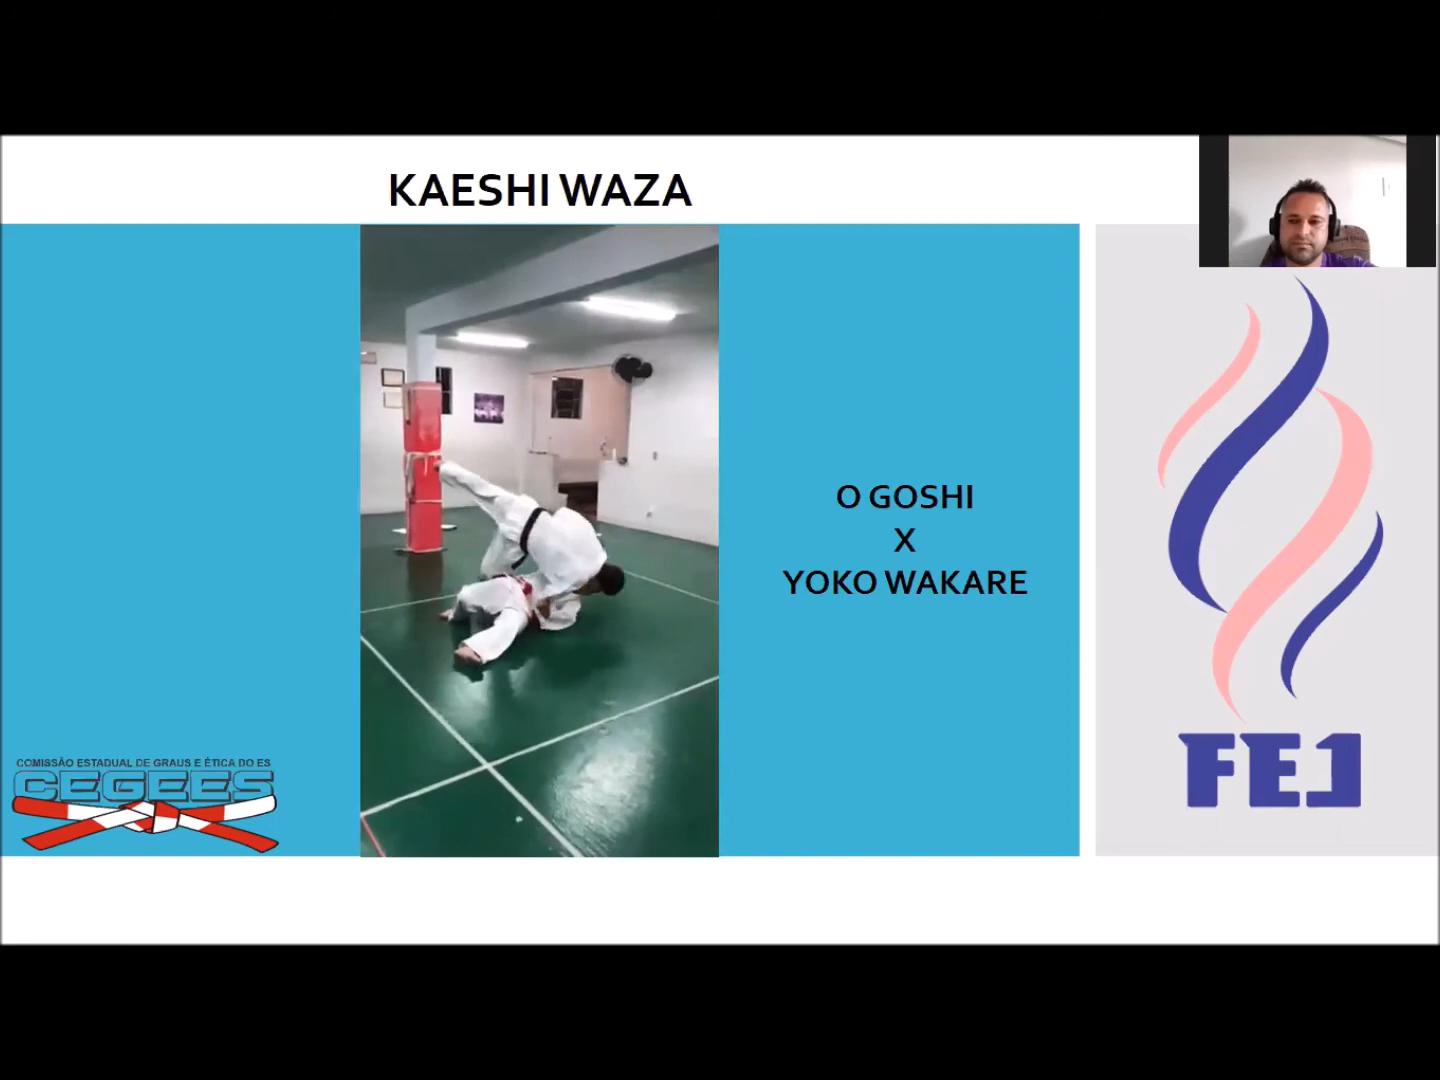 KAESHI WAZA
O GOSHI
X
YOKO WAKARE
COMISSÃO ESTADUAL DE GRAUS E ÉTICA DO ES
CEGEES
FEJ